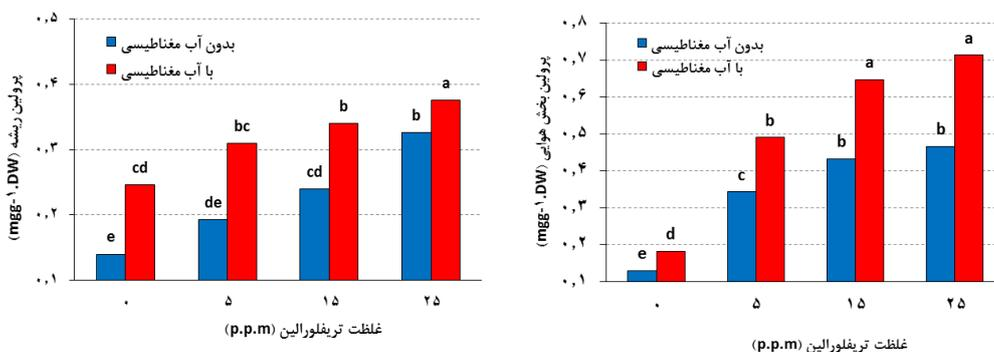 ۰,۵
۰,۴
۰,۳
۰,۲
۰,۱
پرولین ریشه (mgg-۱.DW)
بدون آب مغناطیسی
با آب مغناطیسی
e
cd
de
bc
cd
b
b
a
۰
۵
۱۵
۲۵
غلظت تریفلورالین (p.p.m)
۰,۸
۰,۷
۰,۶
۰,۵
۰,۴
۰,۳
۰,۲
۰,۱
پرولین بخش هوایی (mgg-۱.DW)
بدون آب مغناطیسی
با آب مغناطیسی
e
d
c
b
b
a
b
a
۰
۵
۱۵
۲۵
غلظت تریفلورالین (p.p.m)